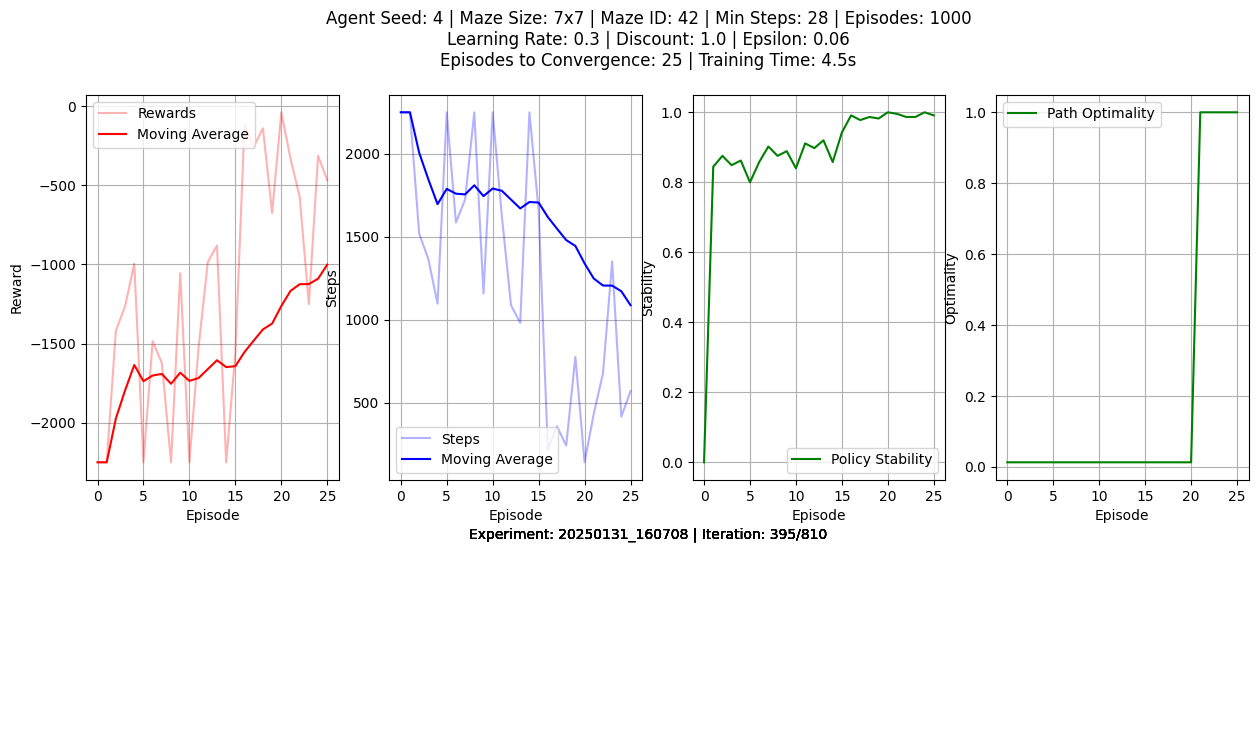 Agent Seed: 4 | Maze Size: 7x7 | Maze ID: 42 | Min Steps: 28 | Episodes: 1000
Learning Rate: 0.3 | Discount: 1.0 | Epsilon: 0.06
Episodes to Convergence: 25 | Training Time: 4.5s
Reward
0
−500
−1000
−1500
−2000
Rewards
Moving Average
0 5 10 15 20 25
Episode
Steps
2000
1500
1000
500
Steps
Moving Average
0 5 10 15 20 25
Episode
Stability
1.0
0.8
0.6
0.4
0.2
0.0
Policy Stability
0 5 10 15 20 25
Episode
Optimality
1.0
0.8
0.6
0.4
0.2
0.0
Path Optimality
0 5 10 15 20 25
Episode
Experiment: 20250131_160708 | Iteration: 395/810